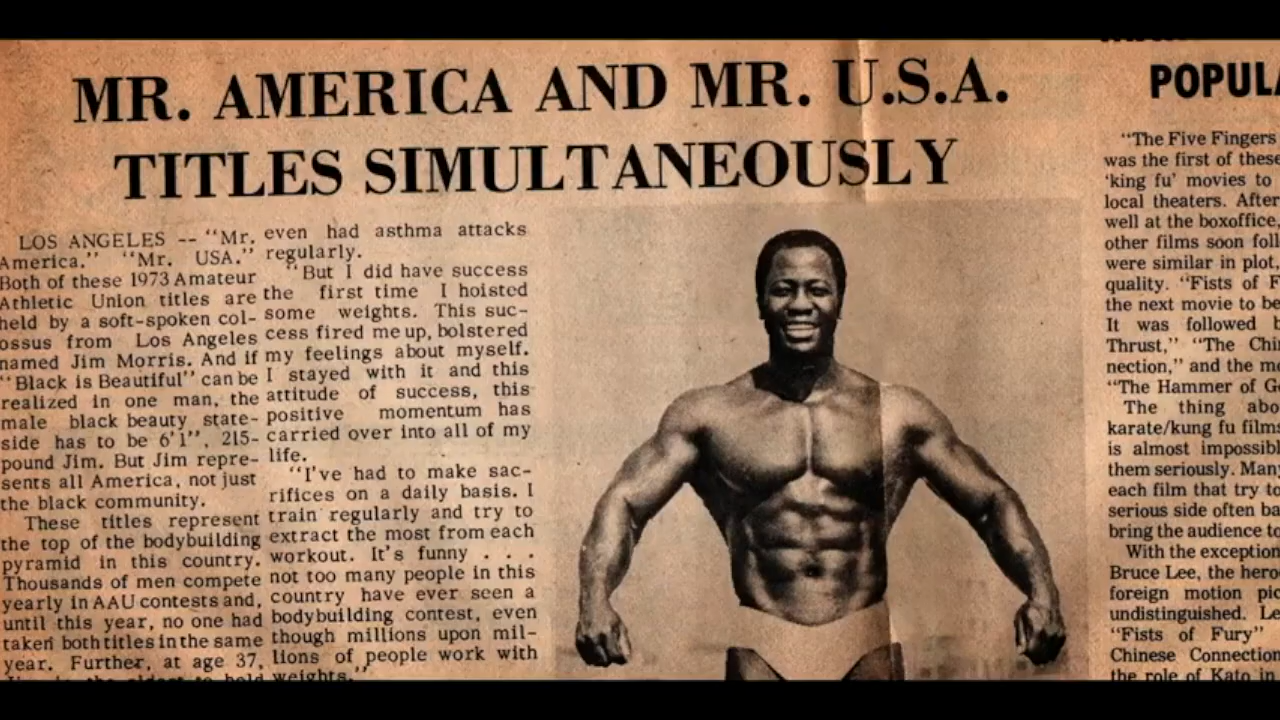 MR. AMERICA AND MR. U.S.A.
TITLES SIMULTANEOUSLY
LOS ANGELES -- "Mr.
America." "Mr. USA."
Both of these 1973 Amateur
Athletic Union titles are
held by a soft-spoken col-
ossus from Los Angeles
named Jim Morris. And if
"Black is Beautiful" can be
realized in one man, the
male black beauty state-
side has to be 6'1", 215-
pound Jim. But Jim repre-
sents all America, not just
the black community.
These titles represent
the top of the bodybuilding
pyramid in this country.
Thousands of men compete
yearly in AAU contests and,
until this year, no one had
taken both titles in the same
year. Further, at age 37,
the oldest to hold
even had asthma attacks
regularly.
"But I did have success
the first time I hoisted
some weights. This suc-
cess fired me up, bolstered
my feelings about myself.
I stayed with it and this
attitude of success, this
positive momentum has
carried over into all of my
life.
"I've had to make sac-
rifices on a daily basis. I
train regularly and try to
extract the most from each
workout. It's funny . . .
not too many people in this
country have ever seen a
bodybuilding contest, even
though millions upon mil-
lions of people work with
weights."
POPULA
"The Five Fingers
was the first of these
'king fu' movies to
local theaters. After
well at the boxoffice,
other films soon foll
were similar in plot,
quality. "Fists of F
the next movie to be
It was followed b
Thrust," "The Chi
nection," and the mo
"The Hammer of Go
The thing abo
karate/kung fu films
is almost impossibl
them seriously. Many
each film that try to
serious side often ba
bring the audience to
With the exception
Bruce Lee, the hero
foreign motion pic
undistinguished. Le
"Fists of Fury"
Chinese Connection
the role of Kato in